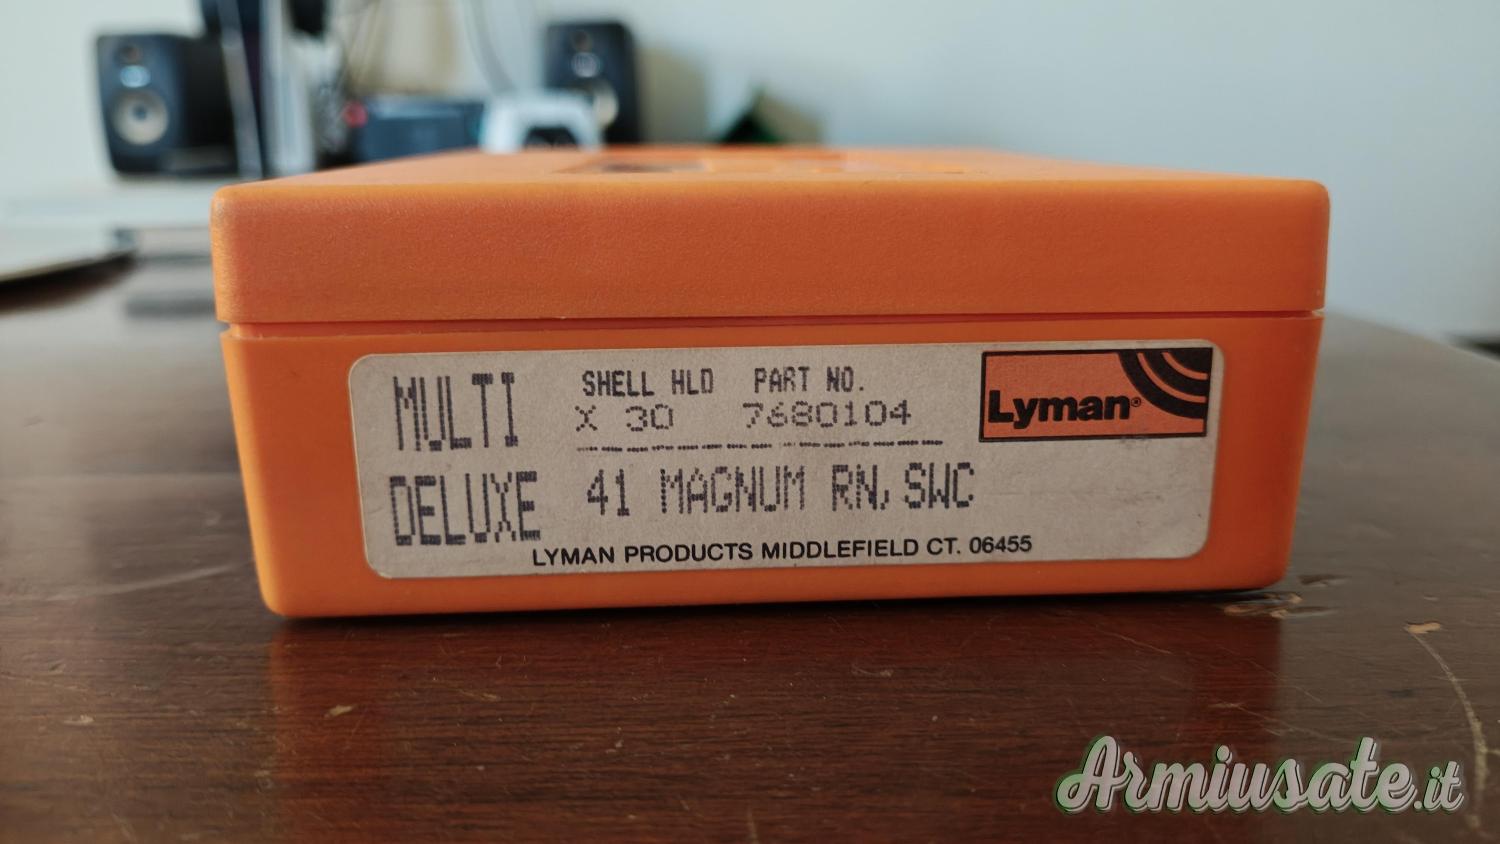 MULTI
DELUXE
SHELL HLD PART NO.
X 30 7680104
41 MAGNUM RN, SWC
LYMAN PRODUCTS MIDDLEFIELD CT. 06455
Lyman®
Armiusate.it